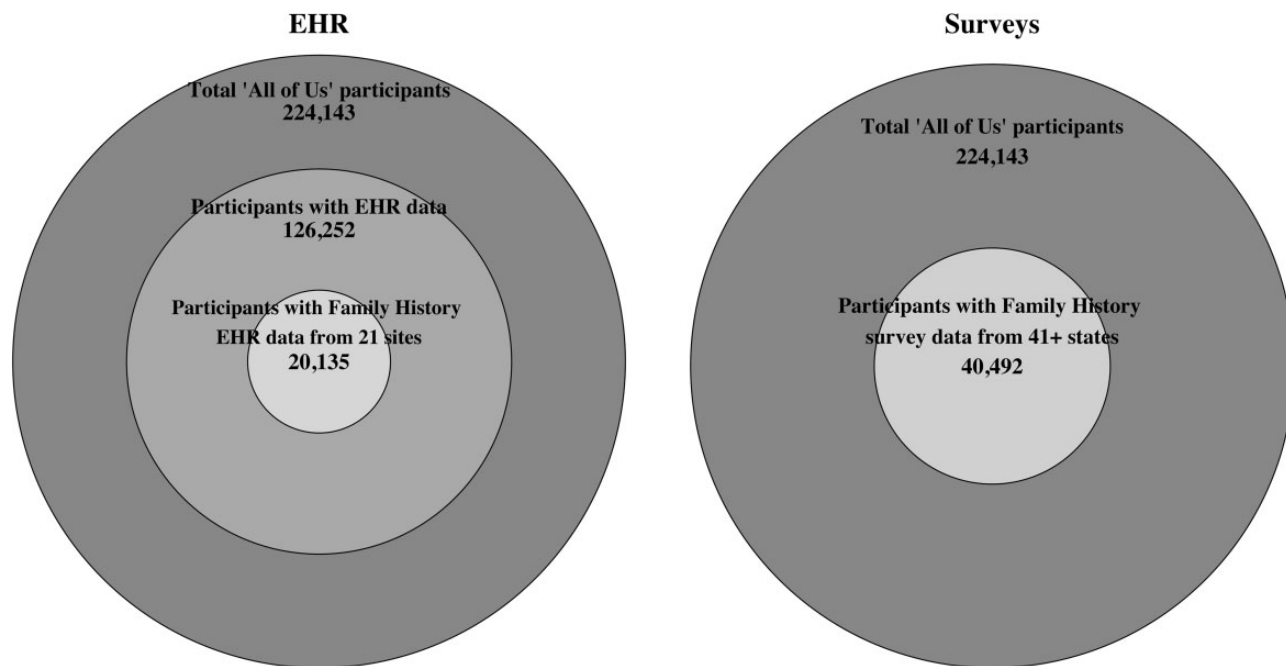 EHR
Total 'All of Us' participants
224,143
Participants with EHR data
126,252
Participants with Family History
EHR data from 21 sites
20,135
Surveys
Total 'All of Us' participants
224,143
Participants with Family History
survey data from 41+ states
40,492